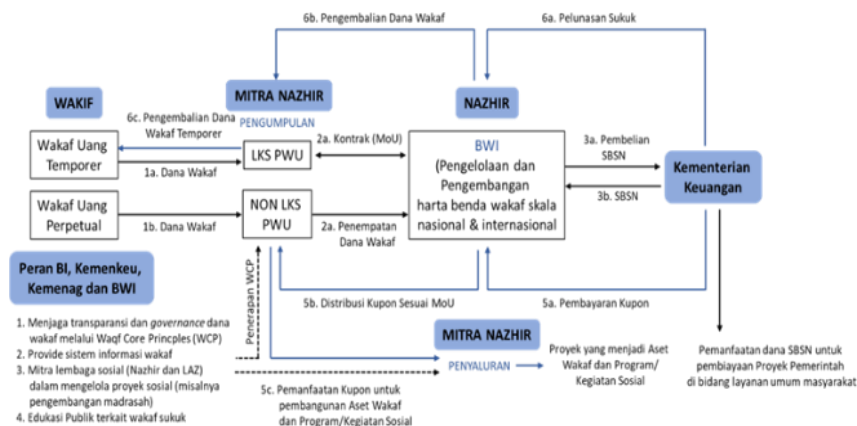 6b. Pengembalian Dana Wakaf
6a. Pelunasan Sukuk
WAKIF
MITRA NAZHIR
NAZHIR
6c. Pengembalian Dana
Wakaf Temporer
PENGUMPULAN
Wakaf Uang
Temporer
1a. Dana Wakaf
LKS PWU
2a. Kontrak (MoU)
BWI
(Pengelolaan dan
Pengembangan
harta benda wakaf skala
nasional & internasional
3a. Pembelian
SBSN
3b. SBSN
Kementerian
Keuangan
Wakaf Uang
Perpetual
1b. Dana Wakaf
NON LKS
PWU
2a. Penempatan
Dana Wakaf
Peran BI, Kemenkeu,
Kemenag dan BWI
Penerapan WCP
5b. Distribusi Kupon Sesuai MoU
5a. Pembayaran Kupon
1. Menjaga transparansi dan governance dana
wakaf melalui Waqf Core Princples (WCP)
2. Provide sistem informasi wakaf
3. Mitra lembaga sosial (Nazhir dan LAZ)
dalam mengelola proyek sosial (misalnya
pengembangan madrasah)
4. Edukasi Publik terkait wakaf sukuk
MITRA NAZHIR
PENYALURAN
Proyek yang menjadi Aset
Wakaf dan Program/
Kegiatan Sosial
5c. Pemanfaatan Kupon untuk
pembangunan Aset Wakaf
dan Program/Kegiatan Sosial
Pemanfaatan dana SBSN untuk
pembiayaan Proyek Pemerintah
di bidang layanan umum masyarakat